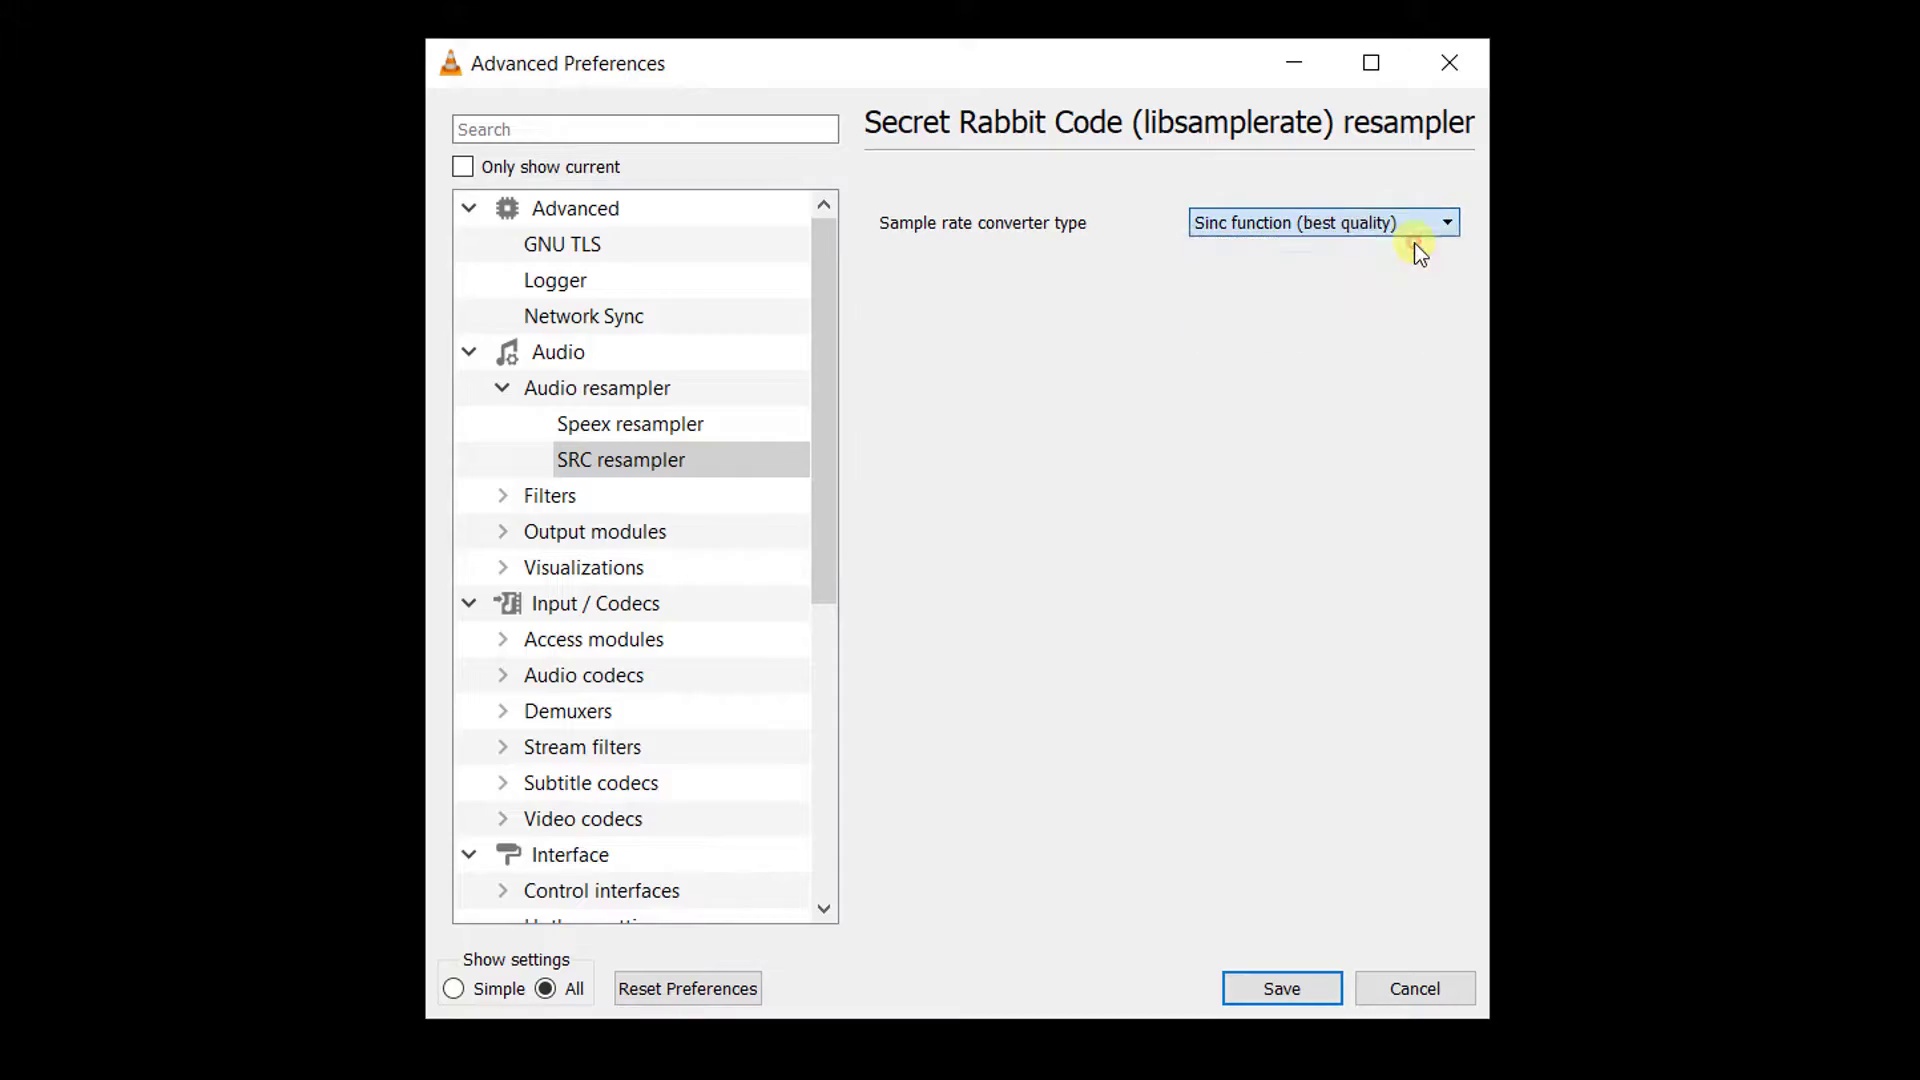 Advanced Preferences
Search
Only show current
Advanced
GNU TLS
Logger
Network Sync
Audio
Audio resampler
Speex resampler
SRC resampler
Filters
Output modules
Visualizations
Input / Codecs
Access modules
Audio codecs
Demuxers
Stream filters
Subtitle codecs
Video codecs
Interface
Control interfaces
Secret Rabbit Code (libsamplerate) resampler
Sample rate converter type
Sinc function (best quality)
Show settings
Simple
All
Reset Preferences
Save
Cancel